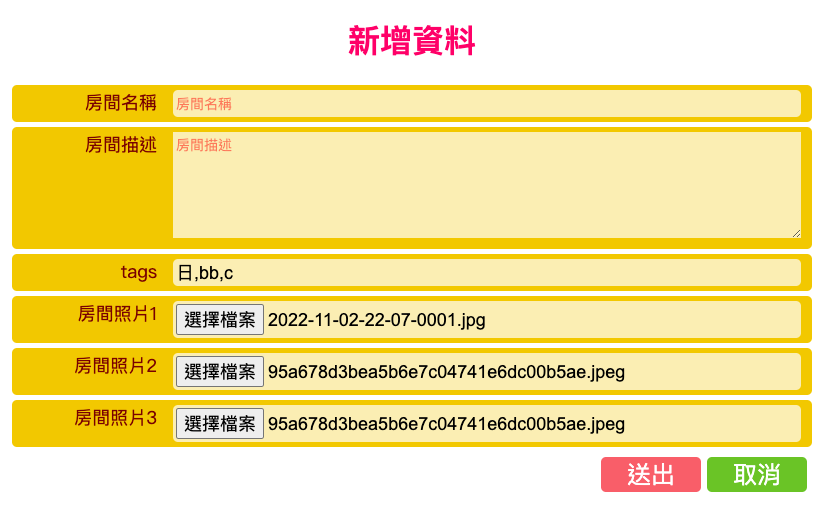 新增資料
房間名稱 房間名稱
房間描述 房間描述
tags 日,bb,c
房間照片1 選擇檔案 2022-11-02-22-07-0001.jpg
房間照片2 選擇檔案 95a678d3bea5b6e7c04741e6dc00b5ae.jpeg
房間照片3 選擇檔案 95a678d3bea5b6e7c04741e6dc00b5ae.jpeg
送出 取消